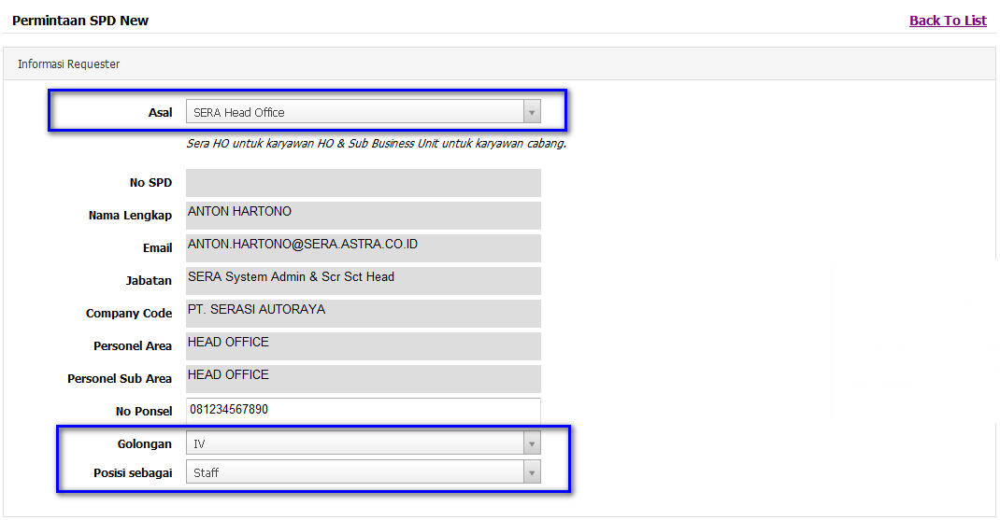 Permintaan SPD New Back To List
Informasi Requester
Asal SERA Head Office
Sera HO untuk karyawan HO & Sub Business Unit untuk karyawan cabang.
No SPD
Nama Lengkap ANTON HARTONO
Email ANTON.HARTONO@SERA.ASTRA.CO.ID
Jabatan SERA System Admin & Scr Sct Head
Company Code PT. SERASI AUTORAYA
Personel Area HEAD OFFICE
Personel Sub Area HEAD OFFICE
No Ponsel 081234567890
Golongan IV
Posisi sebagai Staff